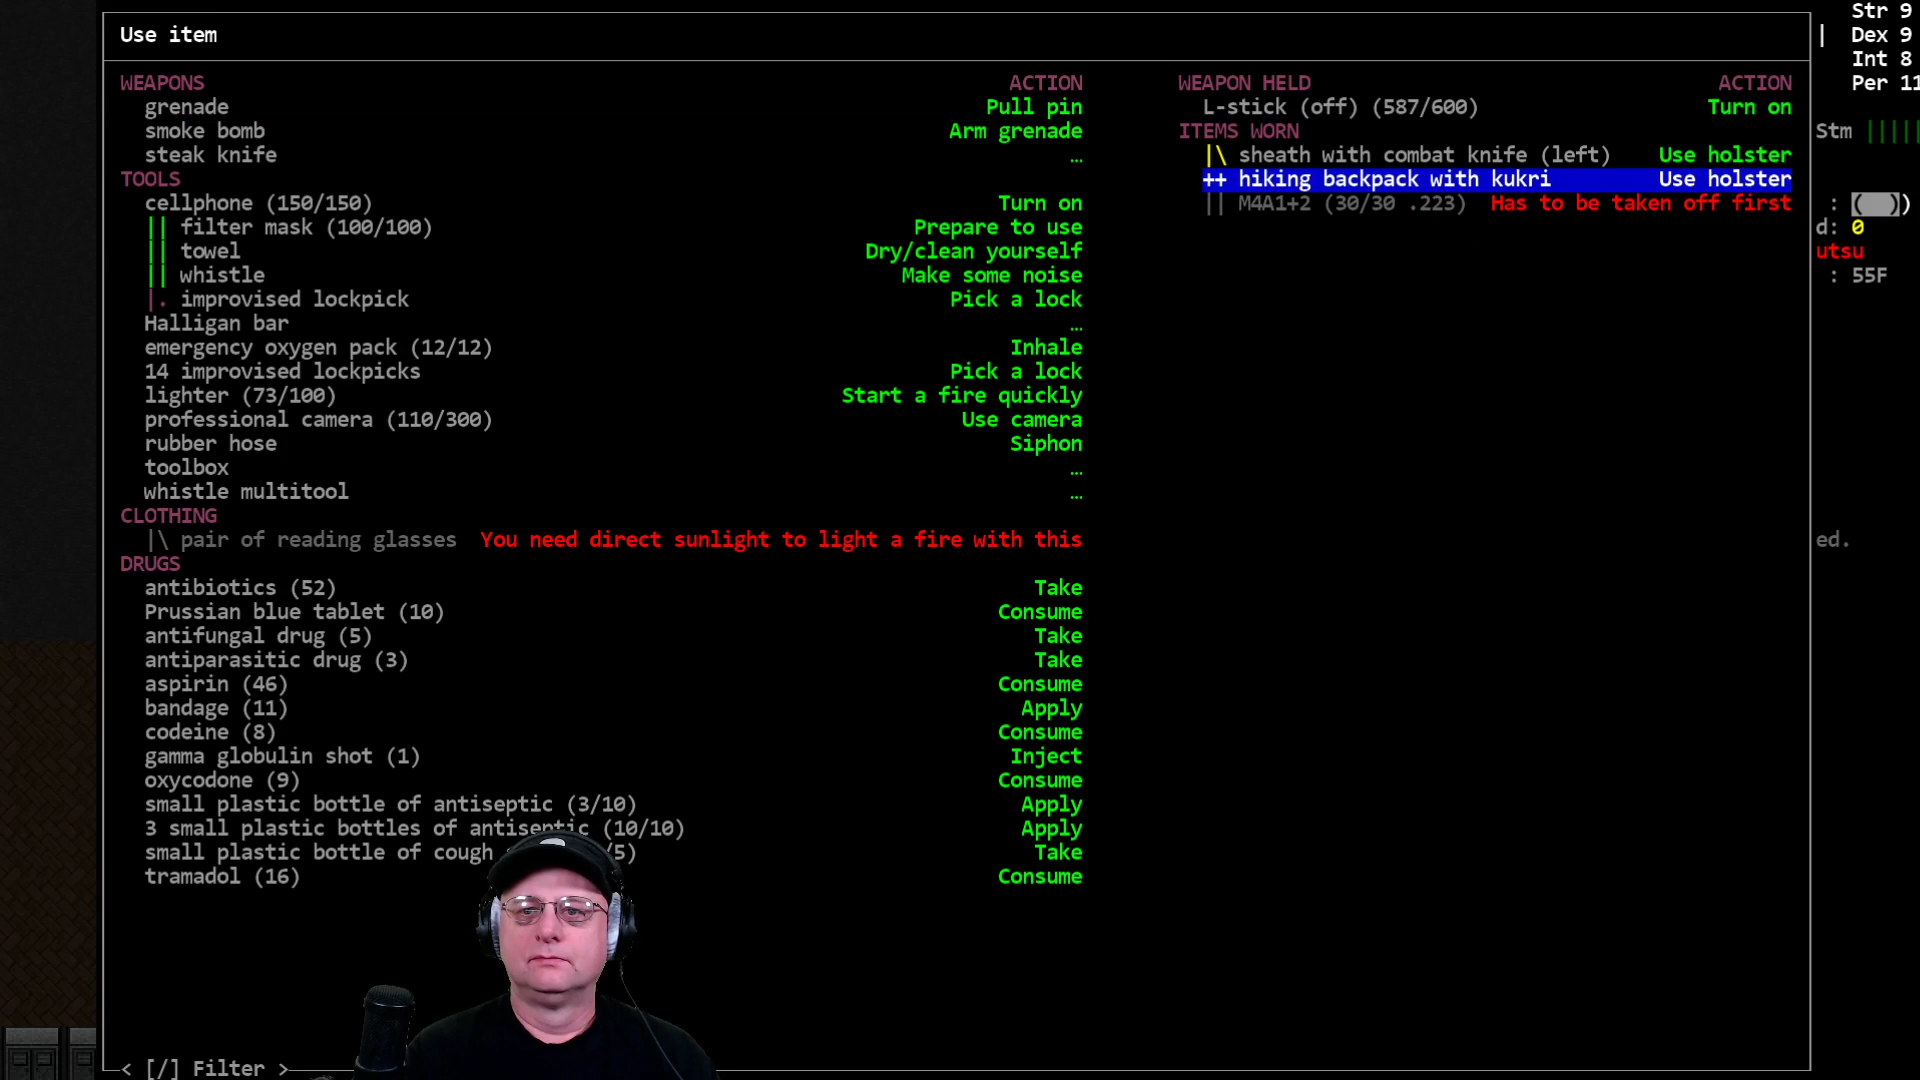 Use item
WEAPONS ACTION
grenade Pull pin
smoke bomb Arm grenade
steak knife …
TOOLS
cellphone (150/150) Turn on
|| filter mask (100/100) Prepare to use
|| towel Dry/clean yourself
|| whistle Make some noise
|. improvised lockpick Pick a lock
Halligan bar …
emergency oxygen pack (12/12) Inhale
14 improvised lockpicks Pick a lock
lighter (73/100) Start a fire quickly
professional camera (110/300) Use camera
rubber hose Siphon
toolbox …
whistle multitool …
CLOTHING
|\ pair of reading glasses You need direct sunlight to light a fire with this
DRUGS
antibiotics (52) Take
Prussian blue tablet (10) Consume
antifungal drug (5) Take
antiparasitic drug (3) Take
aspirin (46) Consume
bandage (11) Apply
codeine (8) Consume
gamma globulin shot (1) Inject
oxycodone (9) Consume
small plastic bottle of antiseptic (3/10) Apply
3 small plastic bottles of antiseptic (10/10) Apply
small plastic bottle of cough /5) Take
tramadol (16) Consume
< [/] Filter >
WEAPON HELD ACTION
L-stick (off) (587/600) Turn on
ITEMS WORN
|\ sheath with combat knife (left) Use holster
++ hiking backpack with kukri Use holster
|| M4A1+2 (30/30 .223) Has to be taken off first
Str 9
| Dex 9
Int 8
Per 11
Stm |||||
: ( ))
d: 0
utsu
: 55F
ed.